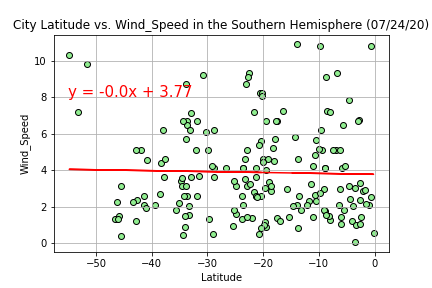 City Latitude vs. Wind_Speed in the Southern Hemisphere (07/24/20)
10
8
y = -0.0x + 3.77
6
4
2
0
Wind_Speed
−50 −40 −30 −20 −10 0
Latitude